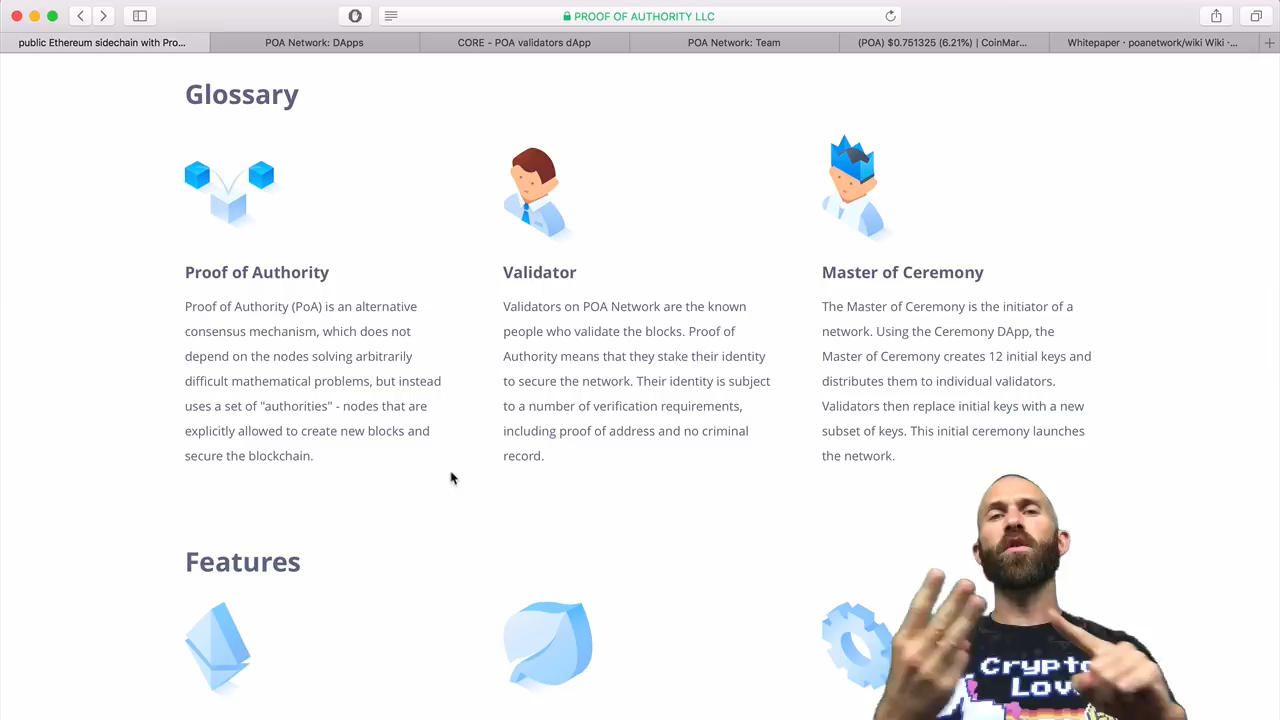 PROOF OF AUTHORITY LLC
public Ethereum sidechain with Pro...
POA Network: DApps
CORE - POA validators dApp
POA Network: Team
(POA) $0.751325 (6.21%) | CoinMar...
Whitepaper · poanetwork/wiki Wiki ·...
Glossary
Proof of Authority
Proof of Authority (PoA) is an alternative
consensus mechanism, which does not
depend on the nodes solving arbitrarily
difficult mathematical problems, but instead
uses a set of "authorities" - nodes that are
explicitly allowed to create new blocks and
secure the blockchain.
Validator
Validators on POA Network are the known
people who validate the blocks. Proof of
Authority means that they stake their identity
to secure the network. Their identity is subject
to a number of verification requirements,
including proof of address and no criminal
record.
Master of Ceremony
The Master of Ceremony is the initiator of a
network. Using the Ceremony DApp, the
Master of Ceremony creates 12 initial keys and
distributes them to individual validators.
Validators then replace initial keys with a new
subset of keys. This initial ceremony launches
the network.
Features
Crypto
Lov